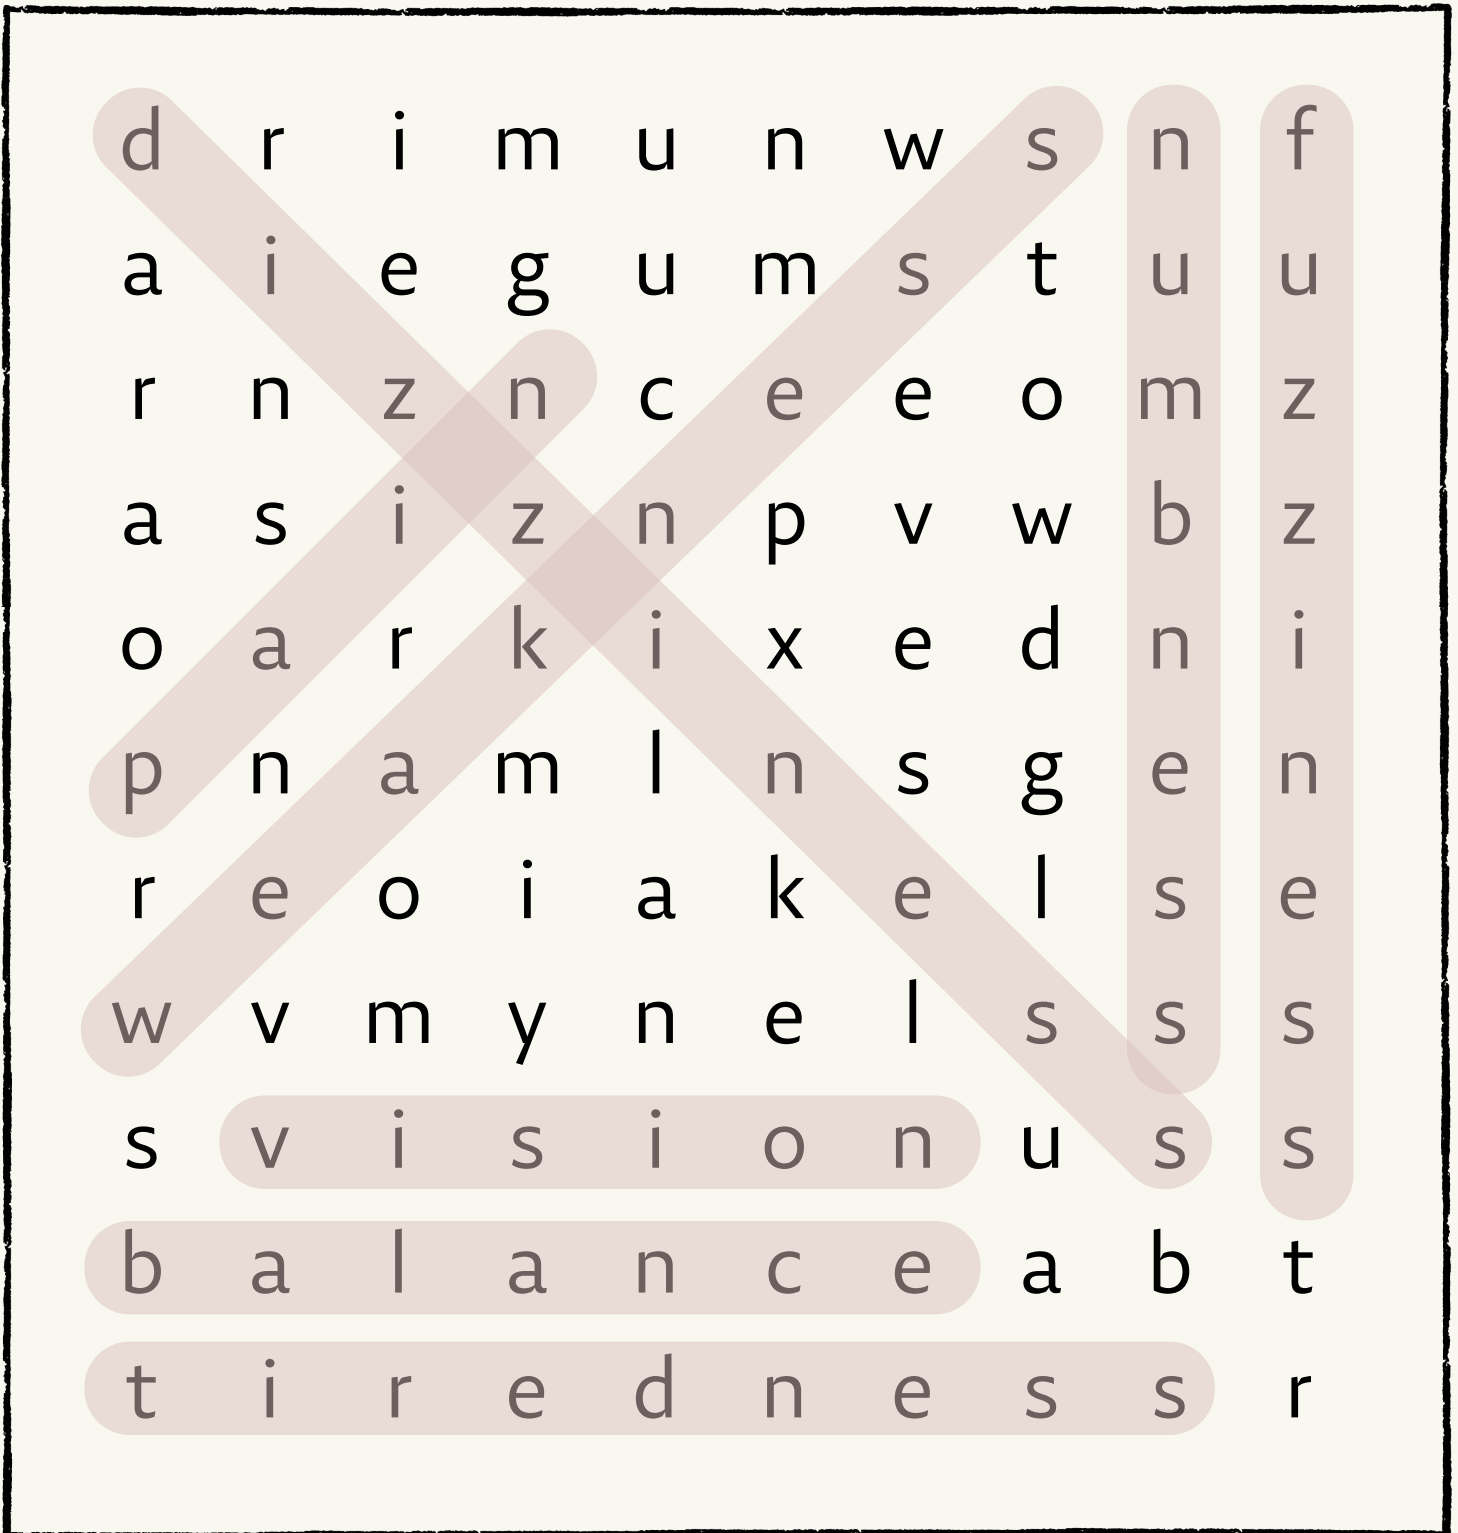 d r i m u n w s n f
a i e g u m s t u u
r n z n c e e o m z
a s i z n p v w b z
o a r k i x e d n i
p n a m l n s g e n
r e o i a k e l s e
w v m y n e l s s s
s v i s i o n u s s
b a l a n c e a b t
t i r e d n e s s r